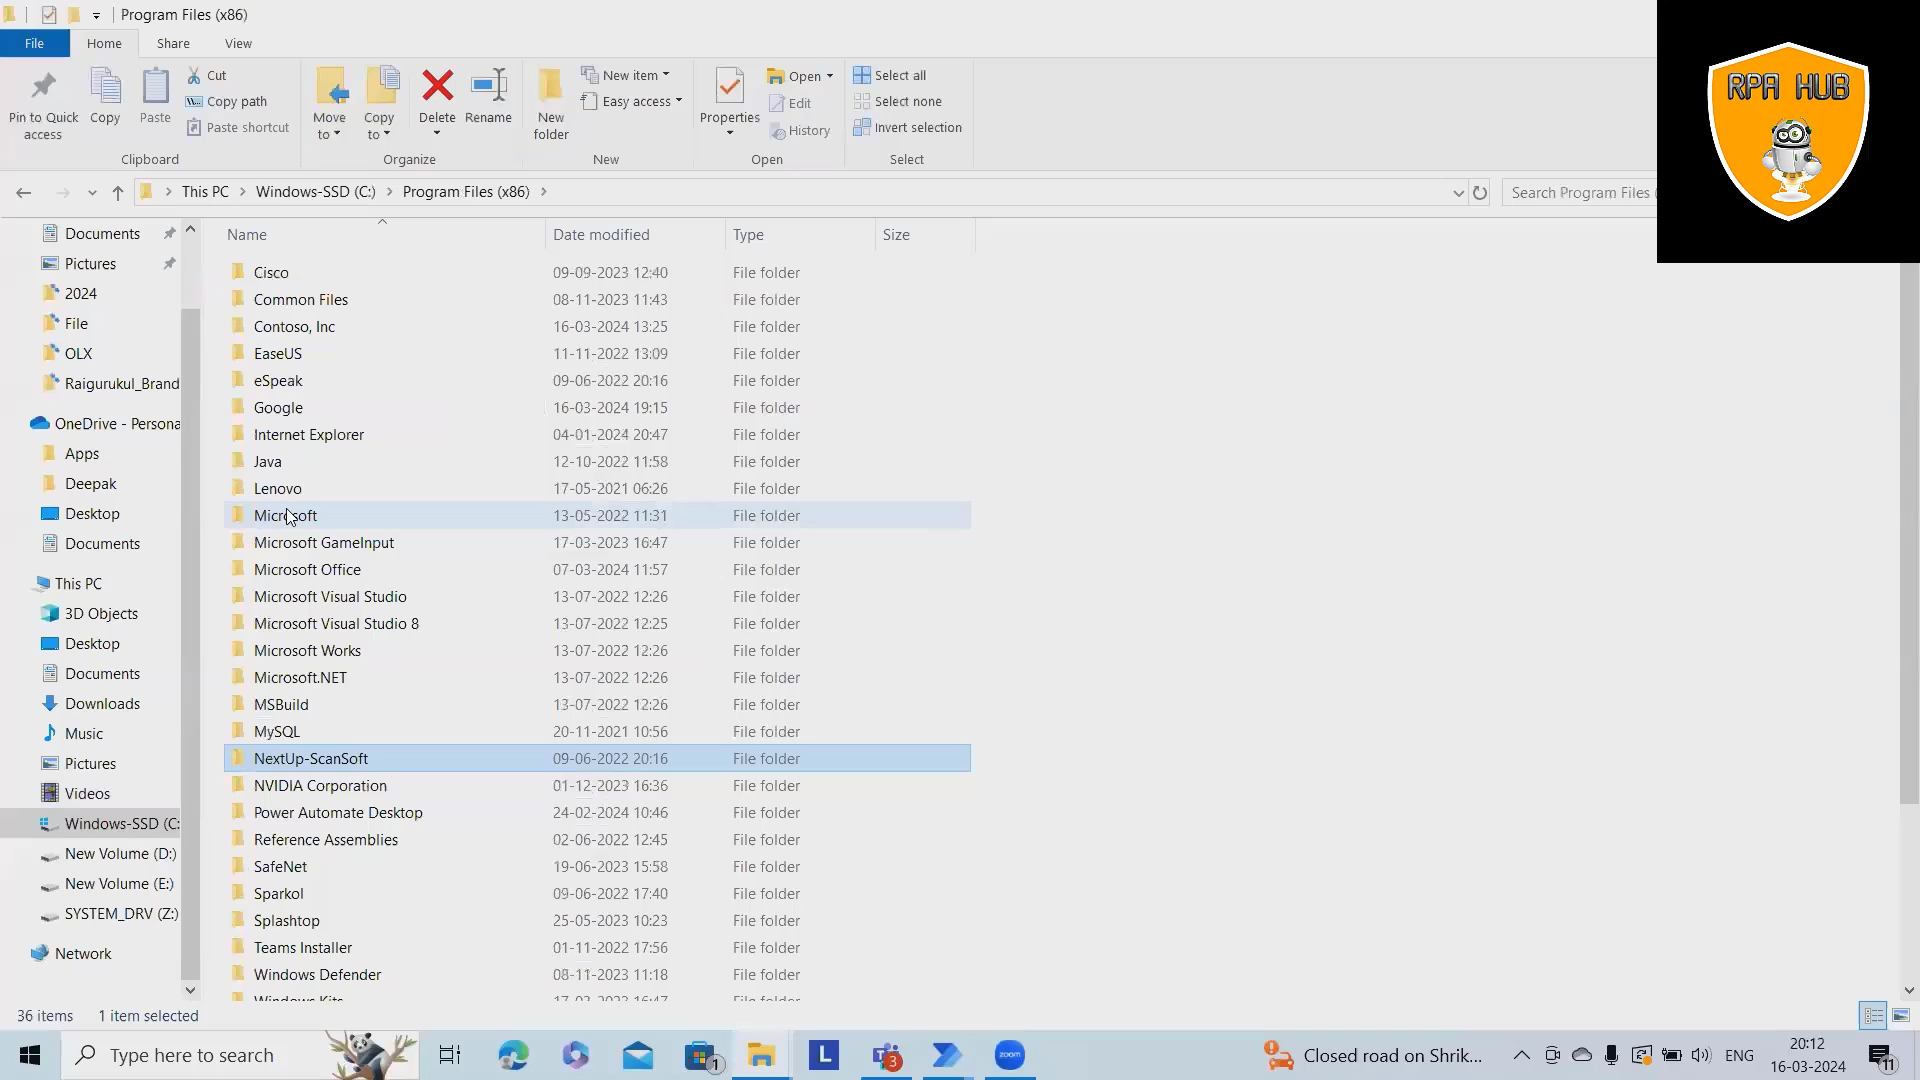 Program Files (x86)
File Home Share View
Pin to Quick access
Copy
Paste
Cut
Copy path
Paste shortcut
Clipboard
Move to
Copy to
Delete
Rename
Organize
New folder
New item
Easy access
New
Properties
Open
Edit
History
Open
Select all
Select none
Invert selection
Select
RPA HUB
This PC Windows-SSD (C:) Program Files (x86)
Search Program Files
Documents
Pictures
2024
File
OLX
Raigurukul_Brand
OneDrive - Persona
Apps
Deepak
Desktop
Documents
This PC
3D Objects
Desktop
Documents
Downloads
Music
Pictures
Videos
Windows-SSD (C:
New Volume (D:)
New Volume (E:)
SYSTEM_DRV (Z:)
Network
Name Date modified Type Size
Cisco 09-09-2023 12:40 File folder
Common Files 08-11-2023 11:43 File folder
Contoso, Inc 16-03-2024 13:25 File folder
EaseUS 11-11-2022 13:09 File folder
eSpeak 09-06-2022 20:16 File folder
Google 16-03-2024 19:15 File folder
Internet Explorer 04-01-2024 20:47 File folder
Java 12-10-2022 11:58 File folder
Lenovo 17-05-2021 06:26 File folder
Microsoft 13-05-2022 11:31 File folder
Microsoft GameInput 17-03-2023 16:47 File folder
Microsoft Office 07-03-2024 11:57 File folder
Microsoft Visual Studio 13-07-2022 12:26 File folder
Microsoft Visual Studio 8 13-07-2022 12:25 File folder
Microsoft Works 13-07-2022 12:26 File folder
Microsoft.NET 13-07-2022 12:26 File folder
MSBuild 13-07-2022 12:26 File folder
MySQL 20-11-2021 10:56 File folder
NextUp-ScanSoft 09-06-2022 20:16 File folder
NVIDIA Corporation 01-12-2023 16:36 File folder
Power Automate Desktop 24-02-2024 10:46 File folder
Reference Assemblies 02-06-2022 12:45 File folder
SafeNet 19-06-2023 15:58 File folder
Sparkol 09-06-2022 17:40 File folder
Splashtop 25-05-2023 10:23 File folder
Teams Installer 01-11-2022 17:56 File folder
Windows Defender 08-11-2023 11:18 File folder
Windows Kits 17-03-2023 16:47 File folder
36 items 1 item selected
Type here to search
1
L
3
zoom
Closed road on Shrik...
ENG
20:12
16-03-2024
11